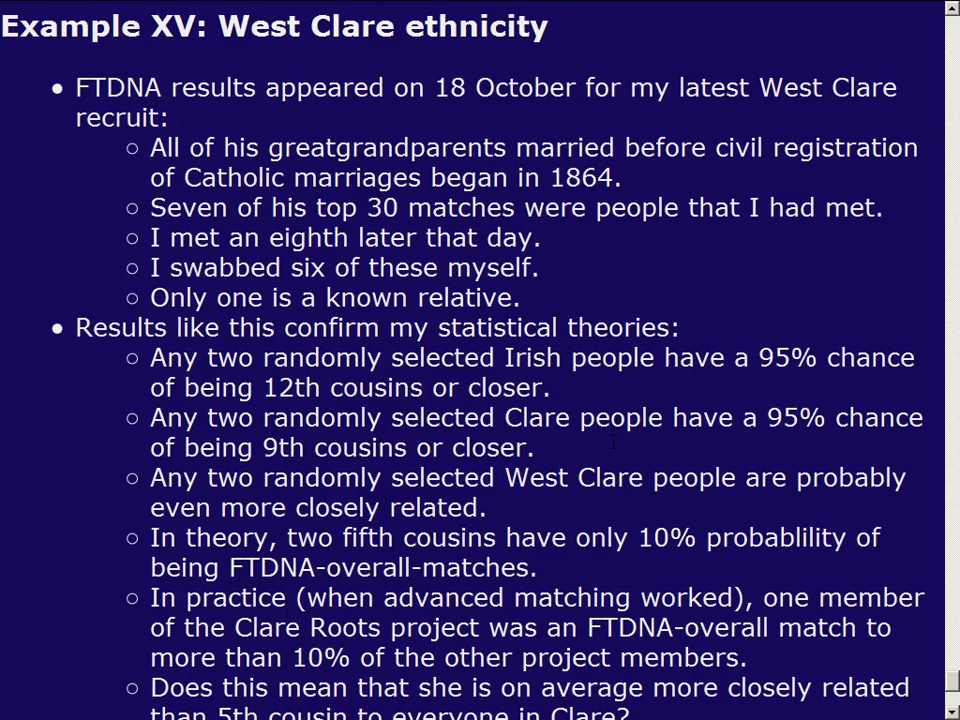 Example XV: West Clare ethnicity
• FTDNA results appeared on 18 October for my latest West Clare
recruit:
○ All of his greatgrandparents married before civil registration
of Catholic marriages began in 1864.
○ Seven of his top 30 matches were people that I had met.
○ I met an eighth later that day.
○ I swabbed six of these myself.
○ Only one is a known relative.
• Results like this confirm my statistical theories:
○ Any two randomly selected Irish people have a 95% chance
of being 12th cousins or closer.
○ Any two randomly selected Clare people have a 95% chance
of being 9th cousins or closer.
○ Any two randomly selected West Clare people are probably
even more closely related.
○ In theory, two fifth cousins have only 10% probablility of
being FTDNA-overall-matches.
○ In practice (when advanced matching worked), one member
of the Clare Roots project was an FTDNA-overall match to
more than 10% of the other project members.
○ Does this mean that she is on average more closely related
than 5th cousin to everyone in Clare?